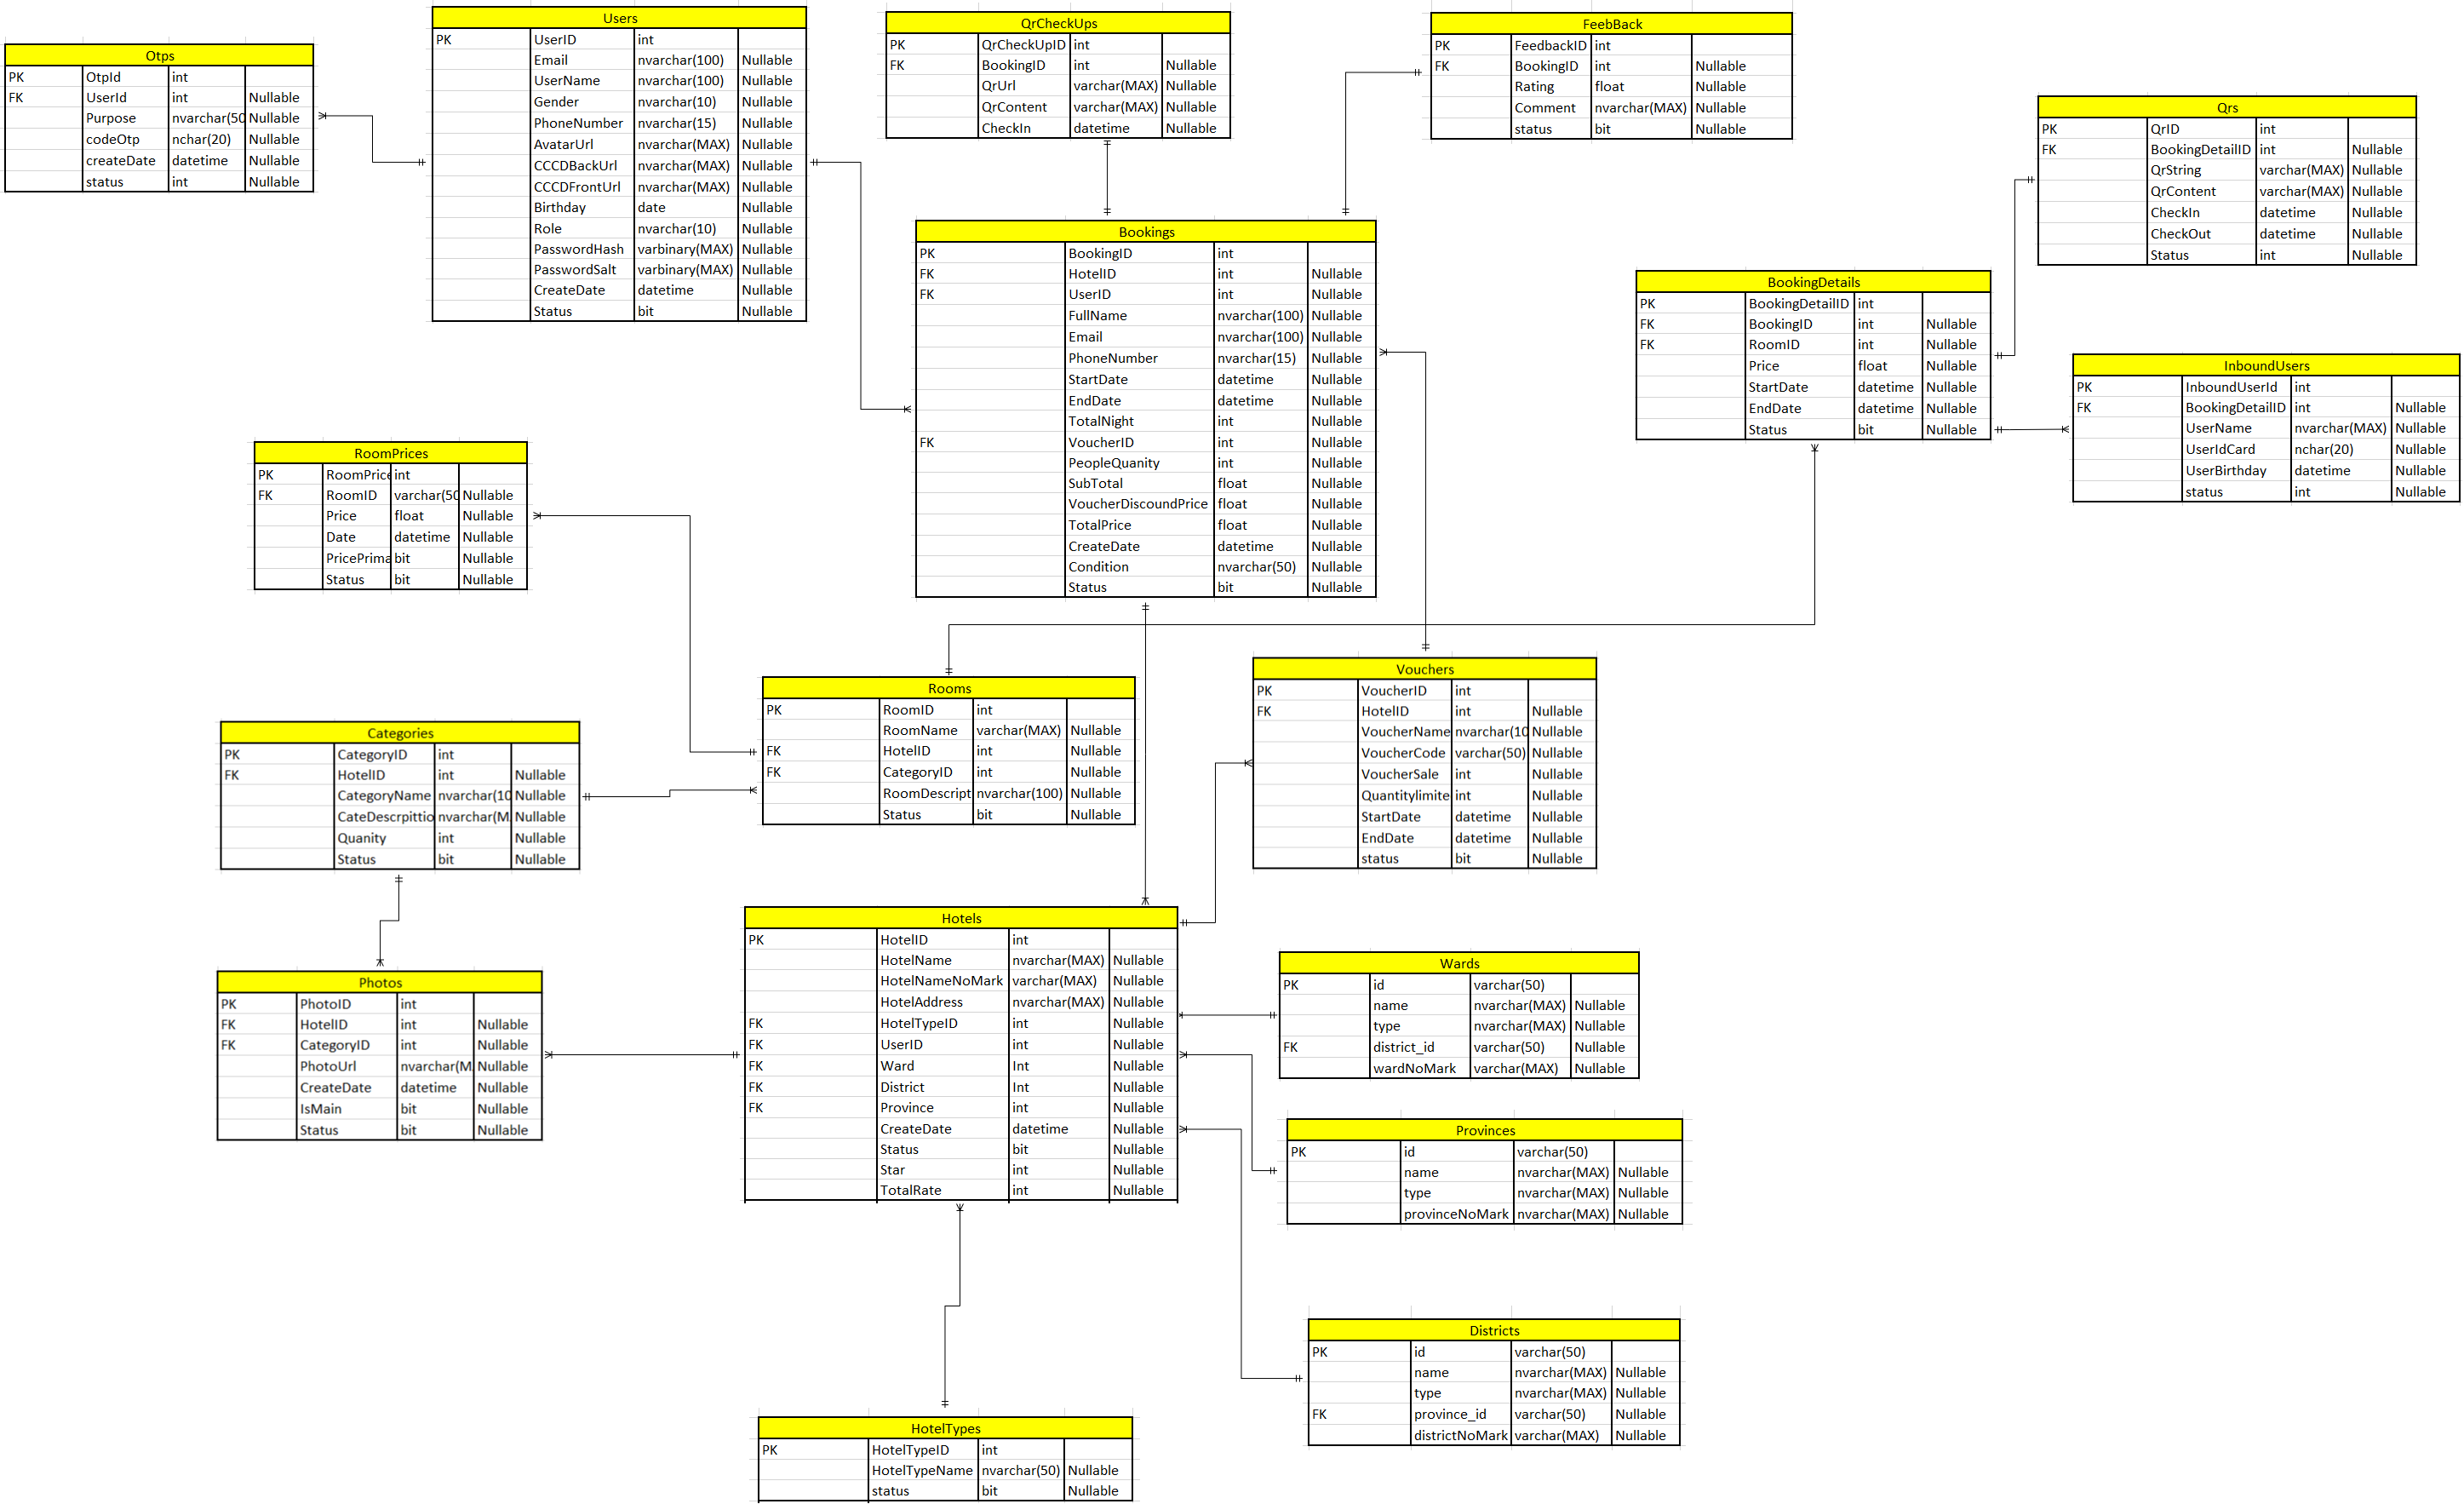 Otps
PK OtpId int
FK UserId int Nullable
Purpose nvarchar(50 Nullable
codeOtp nchar(20) Nullable
createDate datetime Nullable
status int Nullable
Users
PK UserID int
Email nvarchar(100) Nullable
UserName nvarchar(100) Nullable
Gender nvarchar(10) Nullable
PhoneNumber nvarchar(15) Nullable
AvatarUrl nvarchar(MAX) Nullable
CCCDBackUrl nvarchar(MAX) Nullable
CCCDFrontUrl nvarchar(MAX) Nullable
Birthday date Nullable
Role nvarchar(10) Nullable
PasswordHash varbinary(MAX) Nullable
PasswordSalt varbinary(MAX) Nullable
CreateDate datetime Nullable
Status bit Nullable
QrCheckUps
PK QrCheckUpID int
FK BookingID int Nullable
QrUrl varchar(MAX) Nullable
QrContent varchar(MAX) Nullable
CheckIn datetime Nullable
FeebBack
PK FeedbackID int
FK BookingID int Nullable
Rating float Nullable
Comment nvarchar(MAX) Nullable
status bit Nullable
Qrs
PK QrID int
FK BookingDetailID int Nullable
QrString varchar(MAX) Nullable
QrContent varchar(MAX) Nullable
CheckIn datetime Nullable
CheckOut datetime Nullable
Status int Nullable
Bookings
PK BookingID int
FK HotelID int Nullable
FK UserID int Nullable
FullName nvarchar(100) Nullable
Email nvarchar(100) Nullable
PhoneNumber nvarchar(15) Nullable
StartDate datetime Nullable
EndDate datetime Nullable
TotalNight int Nullable
FK VoucherID int Nullable
PeopleQuanity int Nullable
SubTotal float Nullable
VoucherDiscoundPrice float Nullable
TotalPrice float Nullable
CreateDate datetime Nullable
Condition nvarchar(50) Nullable
Status bit Nullable
BookingDetails
PK BookingDetailID int
FK BookingID int Nullable
FK RoomID int Nullable
Price float Nullable
StartDate datetime Nullable
EndDate datetime Nullable
Status bit Nullable
InboundUsers
PK InboundUserId int
FK BookingDetailID int Nullable
UserName nvarchar(MAX) Nullable
UserIdCard nchar(20) Nullable
UserBirthday datetime Nullable
status int Nullable
RoomPrices
PK RoomPrice int
FK RoomID varchar(50 Nullable
Price float Nullable
Date datetime Nullable
PricePrima bit Nullable
Status bit Nullable
Rooms
PK RoomID int
RoomName varchar(MAX) Nullable
FK HotelID int Nullable
FK CategoryID int Nullable
RoomDescript nvarchar(100) Nullable
Status bit Nullable
Vouchers
PK VoucherID int
FK HotelID int Nullable
VoucherName nvarchar(10 Nullable
VoucherCode varchar(50) Nullable
VoucherSale int Nullable
Quantitylimite int Nullable
StartDate datetime Nullable
EndDate datetime Nullable
status bit Nullable
Categories
PK CategoryID int
FK HotelID int Nullable
CategoryName nvarchar(10 Nullable
CateDescrpittio nvarchar(M Nullable
Quanity int Nullable
Status bit Nullable
Photos
PK PhotoID int
FK HotelID int Nullable
FK CategoryID int Nullable
PhotoUrl nvarchar(M Nullable
CreateDate datetime Nullable
IsMain bit Nullable
Status bit Nullable
Hotels
PK HotelID int
HotelName nvarchar(MAX) Nullable
HotelNameNoMark varchar(MAX) Nullable
HotelAddress nvarchar(MAX) Nullable
FK HotelTypeID int Nullable
FK UserID int Nullable
FK Ward Int Nullable
FK District Int Nullable
FK Province int Nullable
CreateDate datetime Nullable
Status bit Nullable
Star int Nullable
TotalRate int Nullable
Wards
PK id varchar(50)
name nvarchar(MAX) Nullable
type nvarchar(MAX) Nullable
FK district_id varchar(50) Nullable
wardNoMark varchar(MAX) Nullable
Provinces
PK id varchar(50)
name nvarchar(MAX) Nullable
type nvarchar(MAX) Nullable
provinceNoMark nvarchar(MAX) Nullable
Districts
PK id varchar(50)
name nvarchar(MAX) Nullable
type nvarchar(MAX) Nullable
FK province_id varchar(50) Nullable
districtNoMark varchar(MAX) Nullable
HotelTypes
PK HotelTypeID int
HotelTypeName nvarchar(50) Nullable
status bit Nullable